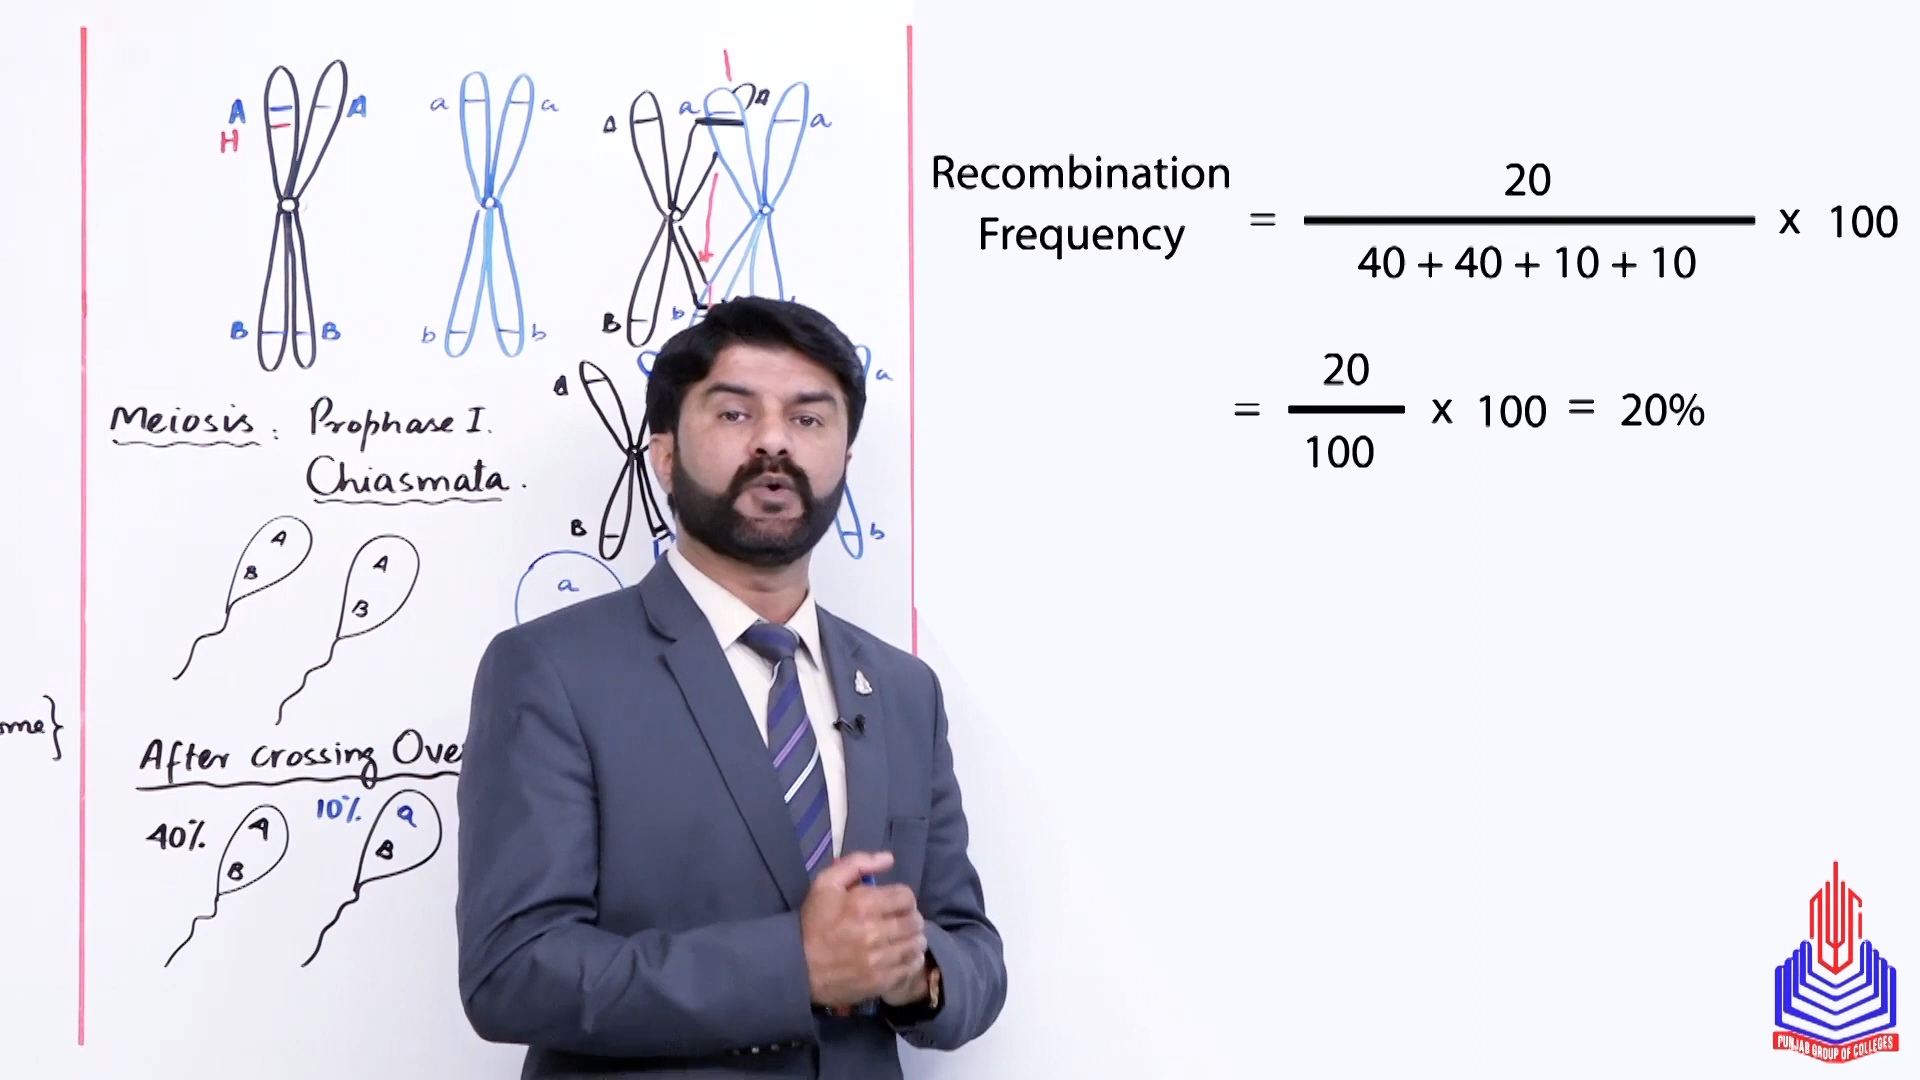 A A
H
a a
A a A a
B B
b b
B b
A a
Meiosis: Prophase I.
Chiasmata.
B b
A
B
A
B
a
ome}
After crossing Ove
40% A
B
10% a
B
Recombination
Frequency
= 20
40 + 40 + 10 + 10
x 100
= 20
100
x 100 = 20%
PUNJAB GROUP OF COLLEGES